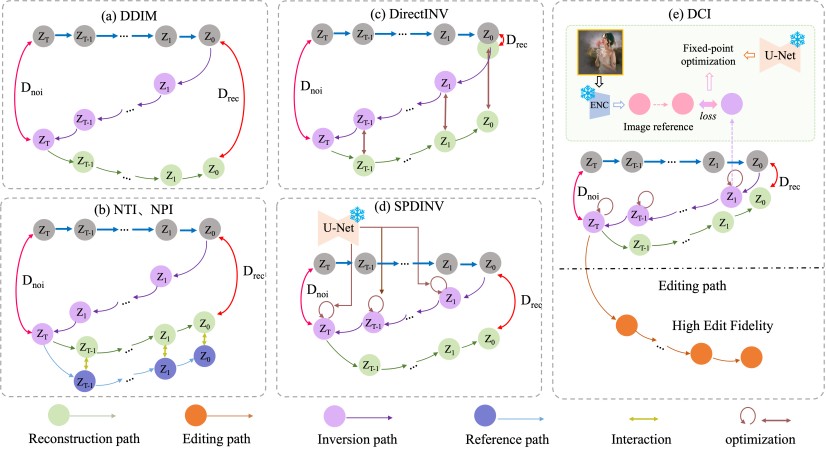 (a) DDIM
Z_T Z_T-1 ... Z_1 Z_0
D_noi
D_rec
Z_1
...
Z_T-1
Z_T
Z_T-1 ... Z_1 Z_0
(b) NTI、NPI
Z_T Z_T-1 ... Z_1 Z_0
D_noi
D_rec
Z_1
...
Z_T-1
Z_T
Z_T-1 ... Z_1 Z_0
Z_T-1 ... Z_1 Z_0
(c) DirectINV
Z_T Z_T-1 ... Z_1 Z_0
D_rec
D_noi
Z_1
...
Z_T-1
Z_T
Z_T-1 ... Z_1 Z_0
(d) SPDINV
U-Net
Z_T Z_T-1 ... Z_1 Z_0
D_noi
D_rec
Z_1
...
Z_T-1
Z_T
Z_T-1 ... Z_1 Z_0
(e) DCI
Fixed-point
optimization
U-Net
ENC
loss
Image reference
Z_T Z_T-1 ... Z_1 Z_0
D_noi
D_rec
Z_1
...
Z_T-1
Z_T
Z_T-1 ... Z_1 Z_0
Editing path
High Edit Fidelity
...
Reconstruction path
Editing path
Inversion path
Reference path
Interaction
optimization